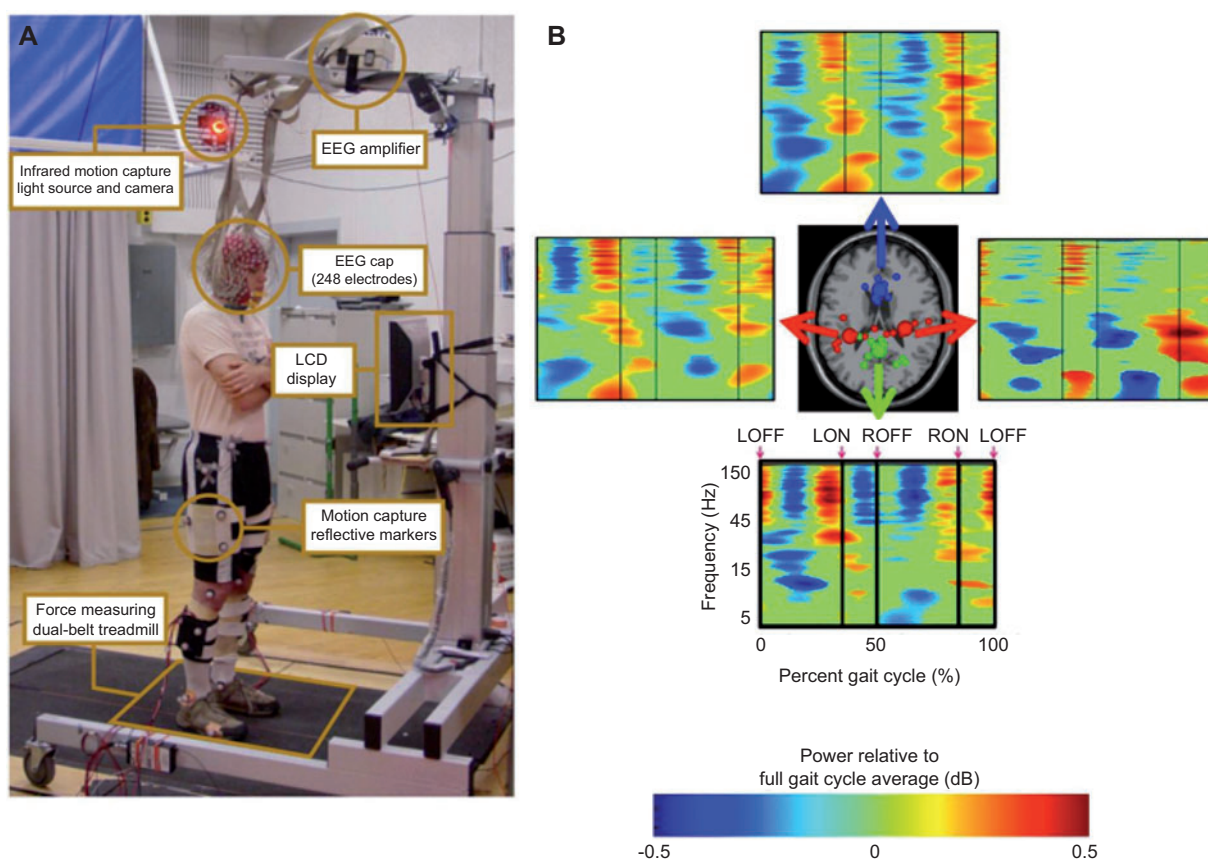 A
EEG amplifier
Infrared motion capture
light source and camera
EEG cap
(248 electrodes)
LCD
display
Motion capture
reflective markers
Force measuring
dual-belt treadmill
B
LOFF LON ROFF RON LOFF
Frequency (Hz)
150
45
15
5
0 50 100
Percent gait cycle (%)
Power relative to
full gait cycle average (dB)
-0.5 0 0.5